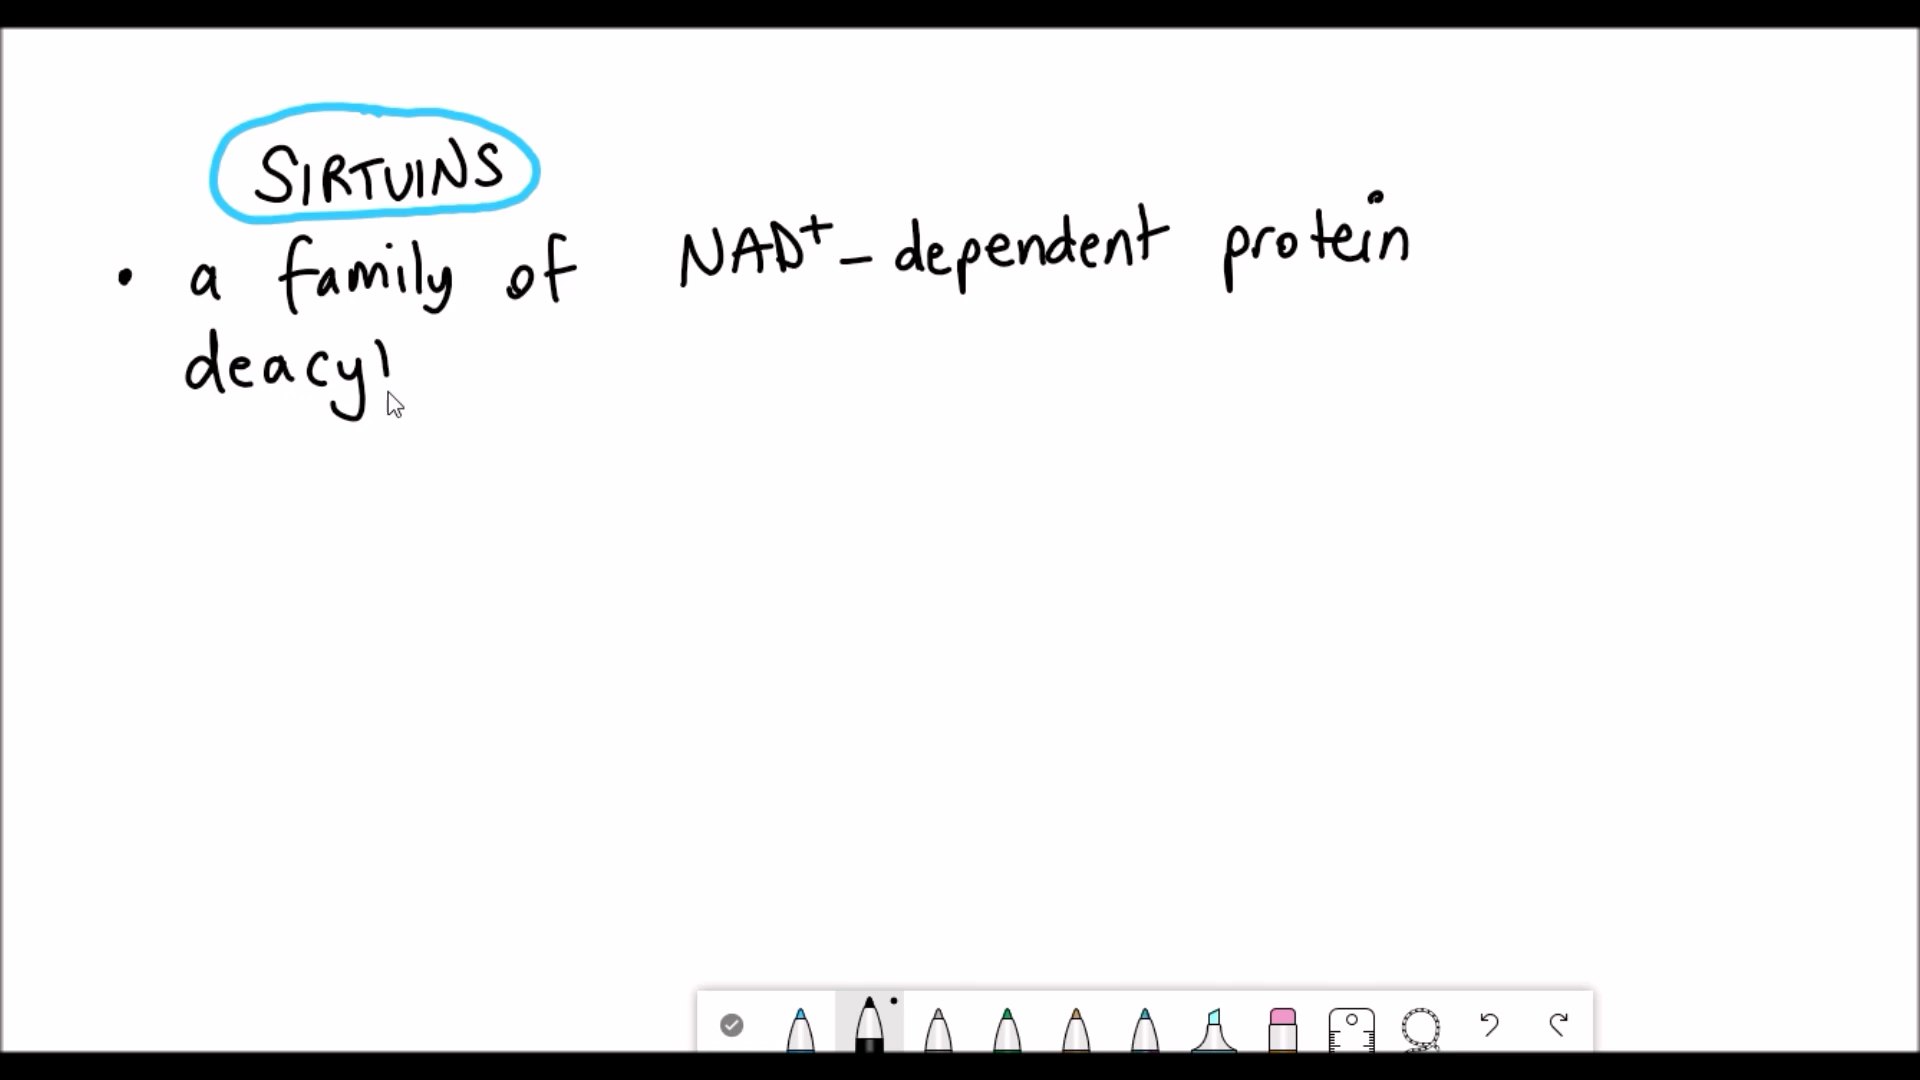 SIRTUINS
• a family of NAD⁺-dependent protein
deacyl